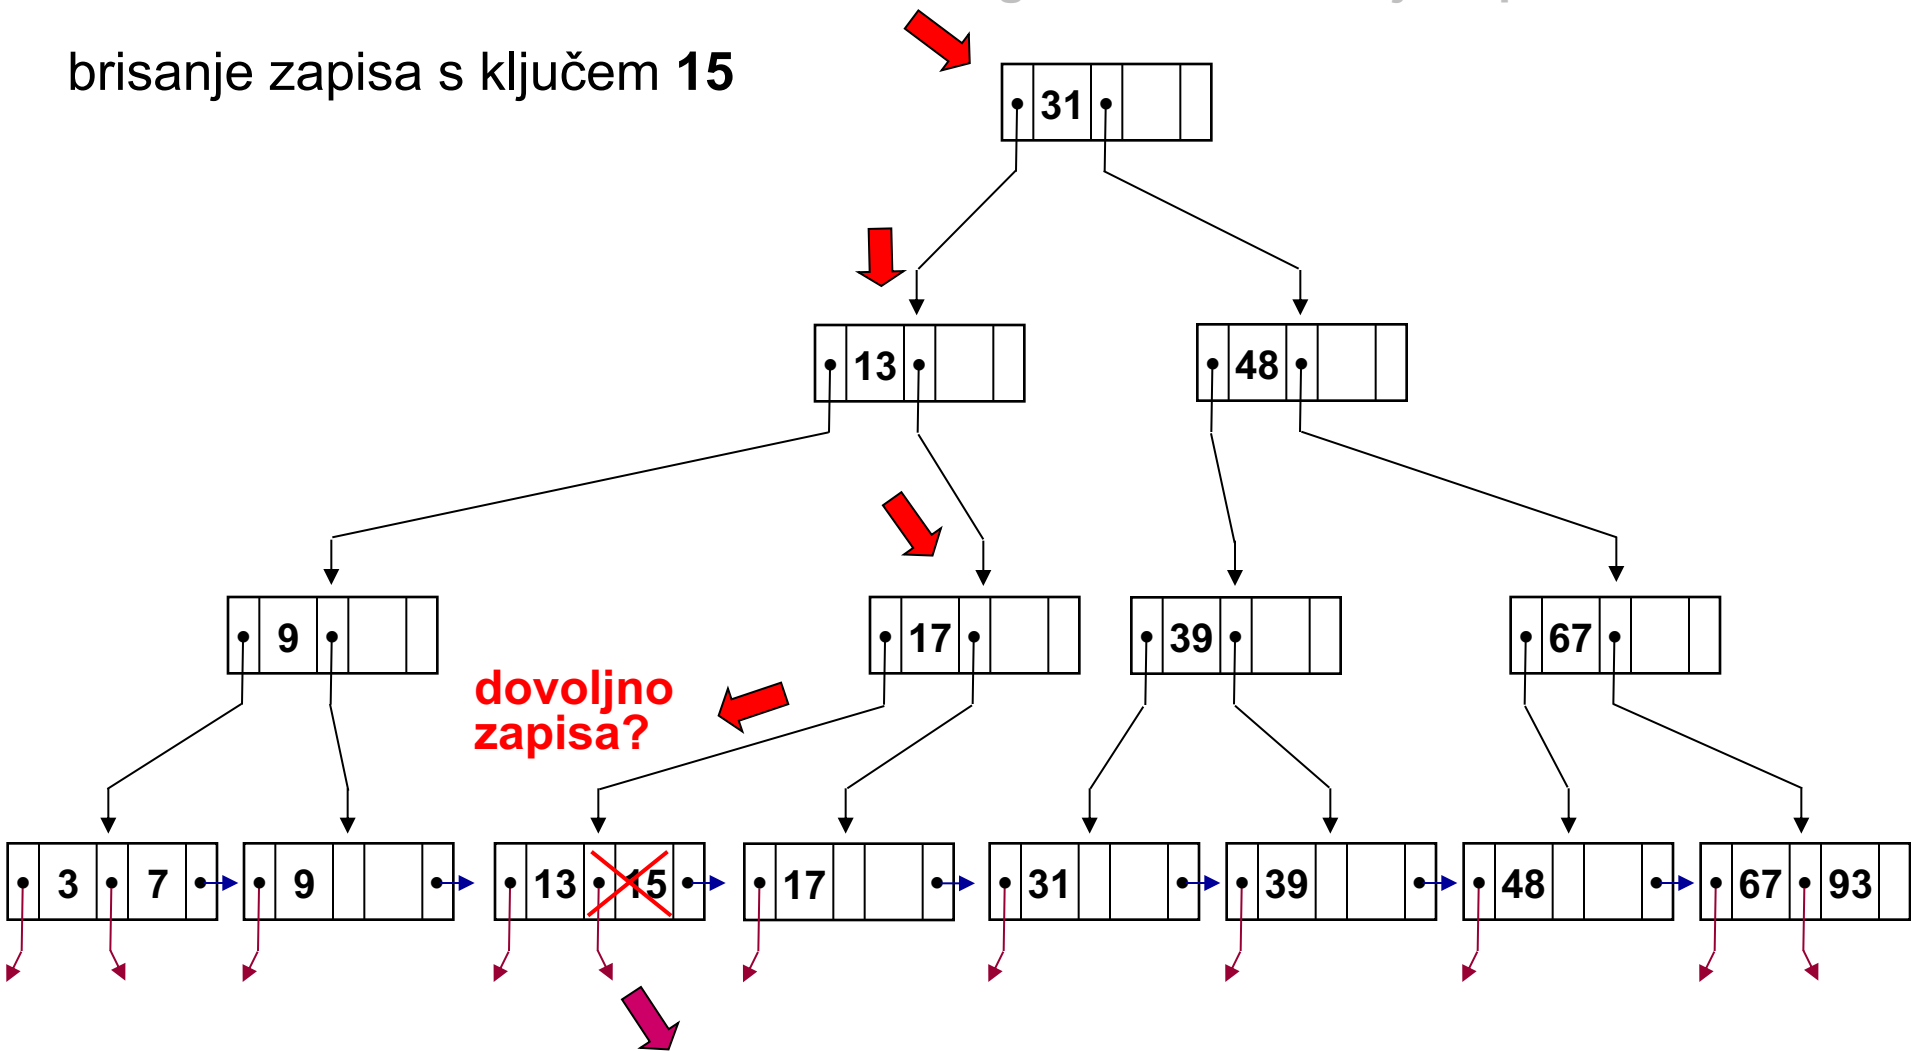 brisanje zapisa s ključem 15
31
13 48
9 17 39 67
dovoljno
zapisa?
3 7 9 13 15 17 31 39 48 67 93